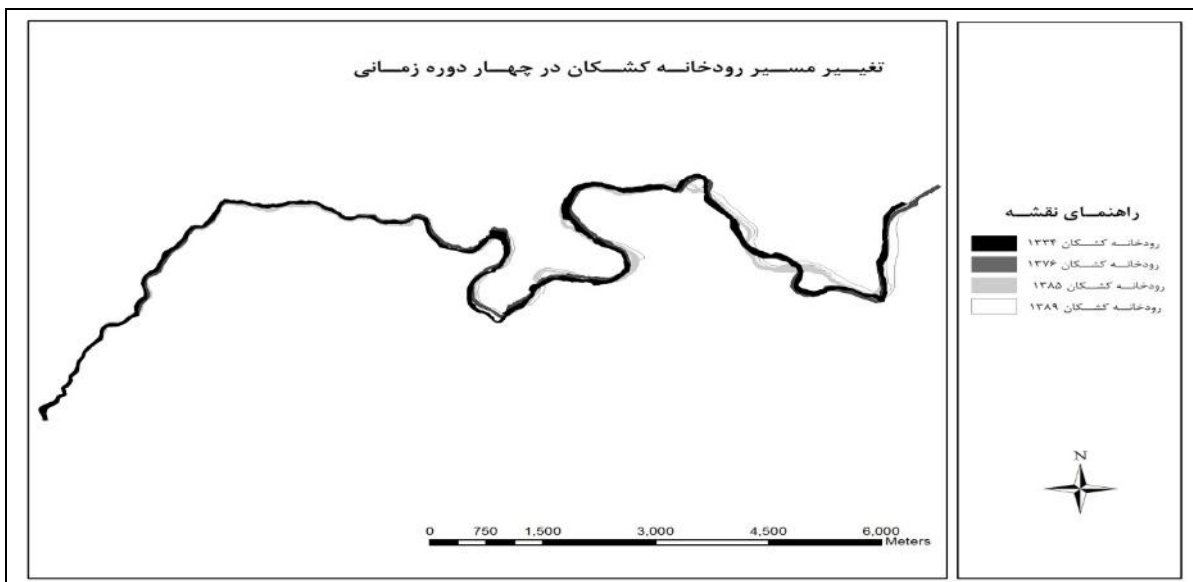 تغییر مسیر رودخانه کشکان در چهار دوره زمانی
راهنمای نقشه
رودخانه کشکان ۱۳۳۴
رودخانه کشکان ۱۳۷۶
رودخانه کشکان ۱۳۸۵
رودخانه کشکان ۱۳۸۹
N
0 750 1,500 3,000 4,500 6,000
Meters